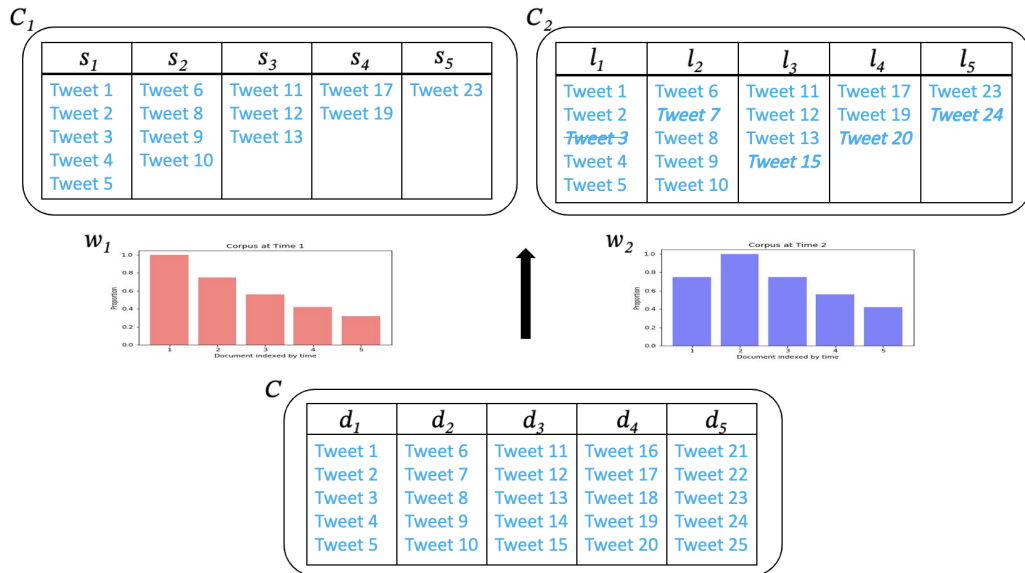 C₁
s₁ s₂ s₃ s₄ s₅
Tweet 1 Tweet 6 Tweet 11 Tweet 17 Tweet 23
Tweet 2 Tweet 8 Tweet 12 Tweet 19
Tweet 3 Tweet 9 Tweet 13
Tweet 4 Tweet 10
Tweet 5
C₂
l₁ l₂ l₃ l₄ l₅
Tweet 1 Tweet 6 Tweet 11 Tweet 17 Tweet 23
Tweet 2 Tweet 7 Tweet 12 Tweet 19 Tweet 24
Tweet 3 Tweet 8 Tweet 13 Tweet 20
Tweet 4 Tweet 9 Tweet 15
Tweet 5 Tweet 10
w₁
Corpus at Time 1
1.0
0.8
0.6
0.4
0.2
0.0
Proportion
1 2 3 4 5
Document indexed by time
w₂
Corpus at Time 2
1.0
0.8
0.6
0.4
0.2
0.0
Proportion
1 2 3 4 5
Document indexed by time
C
d₁ d₂ d₃ d₄ d₅
Tweet 1 Tweet 6 Tweet 11 Tweet 16 Tweet 21
Tweet 2 Tweet 7 Tweet 12 Tweet 17 Tweet 22
Tweet 3 Tweet 8 Tweet 13 Tweet 18 Tweet 23
Tweet 4 Tweet 9 Tweet 14 Tweet 19 Tweet 24
Tweet 5 Tweet 10 Tweet 15 Tweet 20 Tweet 25